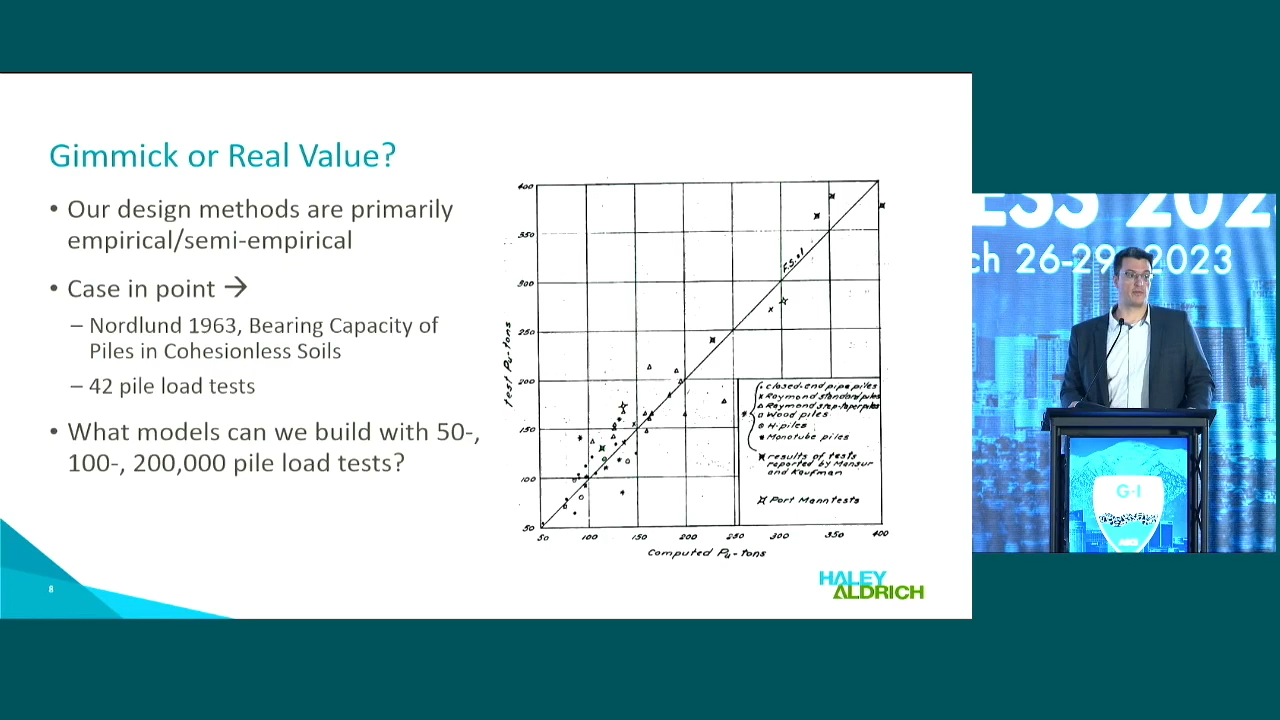 Gimmick or Real Value?
• Our design methods are primarily
empirical/semi-empirical
• Case in point →
– Nordlund 1963, Bearing Capacity of
Piles in Cohesionless Soils
– 42 pile load tests
• What models can we build with 50-,
100-, 200,000 pile load tests?
8
400
350
300
250
200
150
100
50
test Pu-tons
F.S.=1
closed-end pipe piles
Raymond standard piles
Raymond step-taper piles
Wood piles
H-piles
Monotube piles
results of tests
reported by Mansur
and Kaufman
Port Mann tests
50 100 150 200 250 300 350 400
Computed Pu-tons
HALEY
ALDRICH
ESS 202
ch 26-29, 2023
G-I